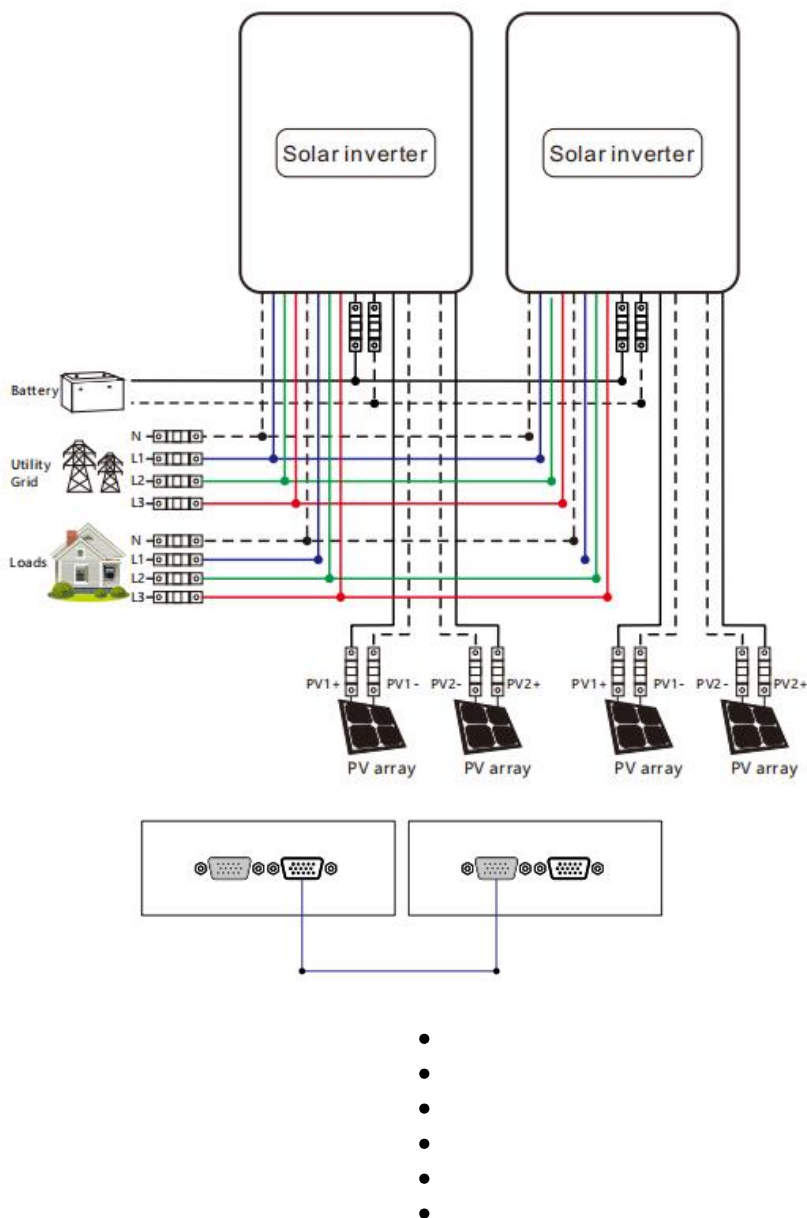 Solar inverter
Solar inverter
Battery
N
Utility
Grid
L1
L2
L3
N
Loads
L1
L2
L3
PV1+ PV1- PV2- PV2+ PV1+ PV1- PV2- PV2+
PV array PV array PV array PV array